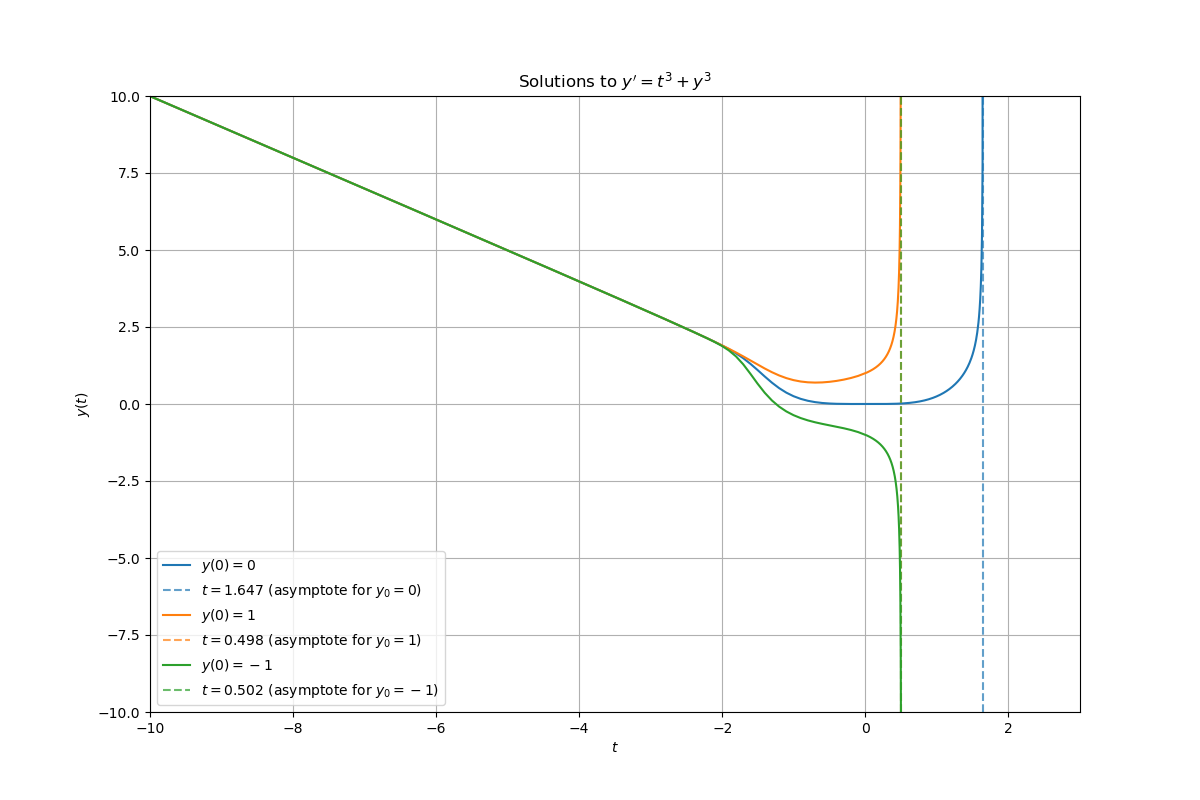 Solutions to y′ = t³ + y³
10.0
7.5
5.0
2.5
0.0
−2.5
−5.0
−7.5
−10.0
y(t)
y(0) = 0
t = 1.647 (asymptote for y₀ = 0)
y(0) = 1
t = 0.498 (asymptote for y₀ = 1)
y(0) = −1
t = 0.502 (asymptote for y₀ = −1)
−10 −8 −6 −4 −2 0 2
t